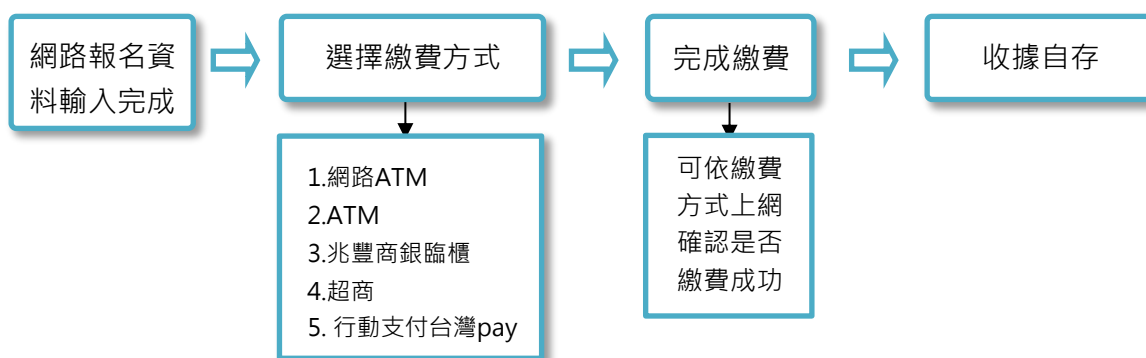 網路報名資
料輸入完成
選擇繳費方式
完成繳費
收據自存
1.網路ATM
2.ATM
3.兆豐商銀臨櫃
4.超商
5. 行動支付台灣pay
可依繳費
方式上網
確認是否
繳費成功